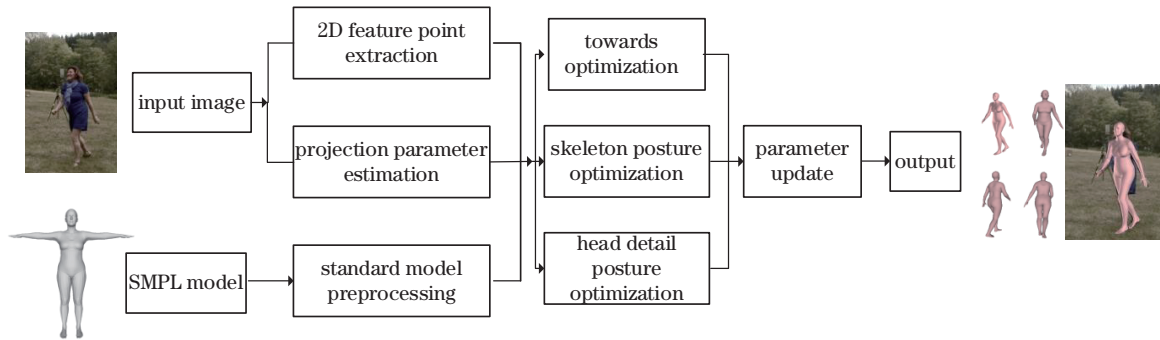 input image
2D feature point
extraction
projection parameter
estimation
SMPL model
standard model
preprocessing
towards
optimization
skeleton posture
optimization
head detail
posture
optimization
parameter
update
output